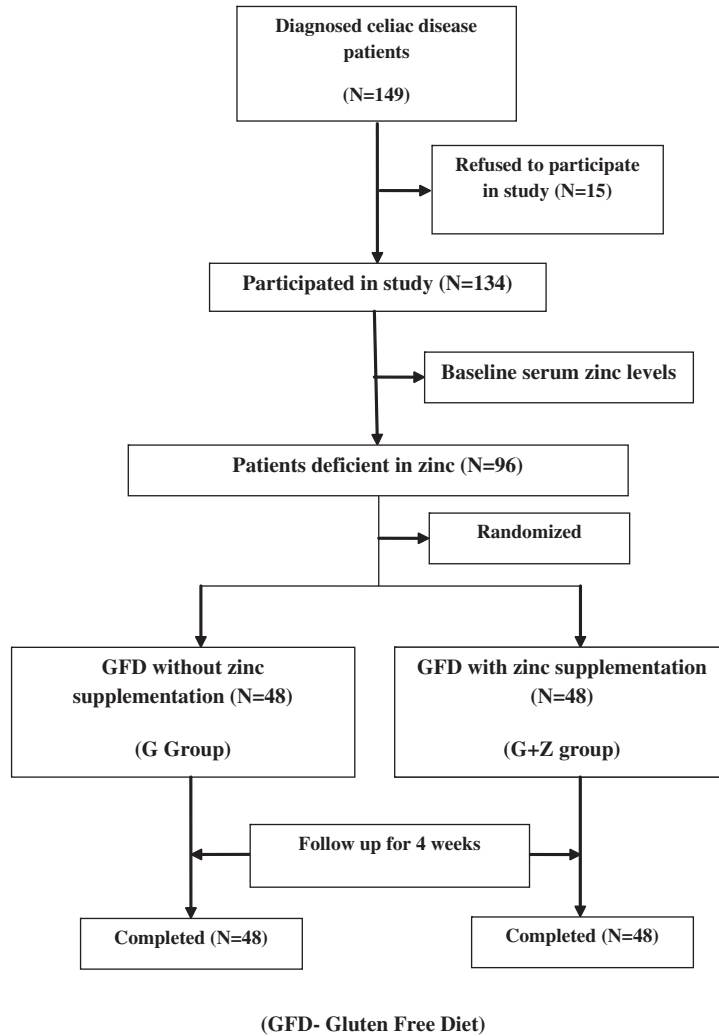 Diagnosed celiac disease
patients
(N=149)
Refused to participate
in study (N=15)
Participated in study (N=134)
Baseline serum zinc levels
Patients deficient in zinc (N=96)
Randomized
GFD without zinc
supplementation (N=48)
(G Group)
GFD with zinc supplementation
(N=48)
(G+Z group)
Follow up for 4 weeks
Completed (N=48)
Completed (N=48)
(GFD- Gluten Free Diet)